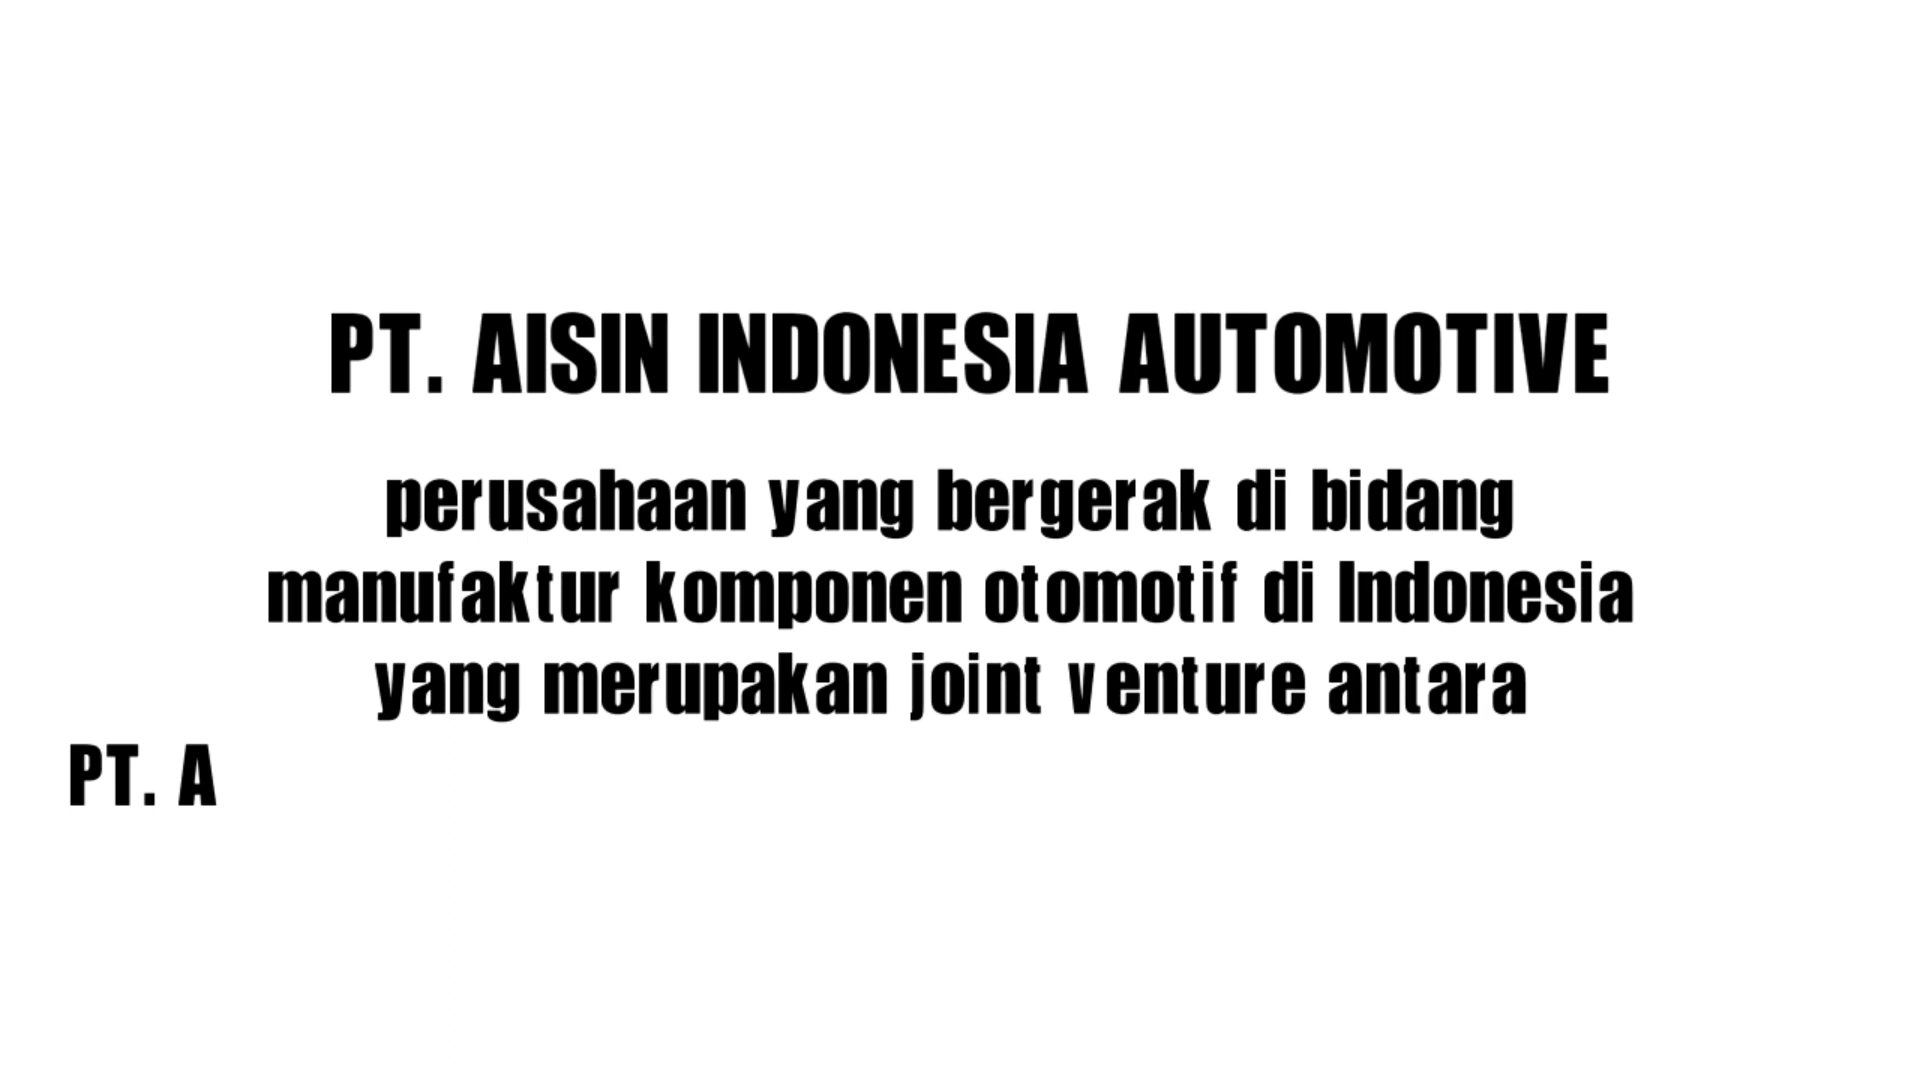 PT. AISIN INDONESIA AUTOMOTIVE
perusahaan yang bergerak di bidang
manufaktur komponen otomotif di Indonesia
yang merupakan joint venture antara
PT. A